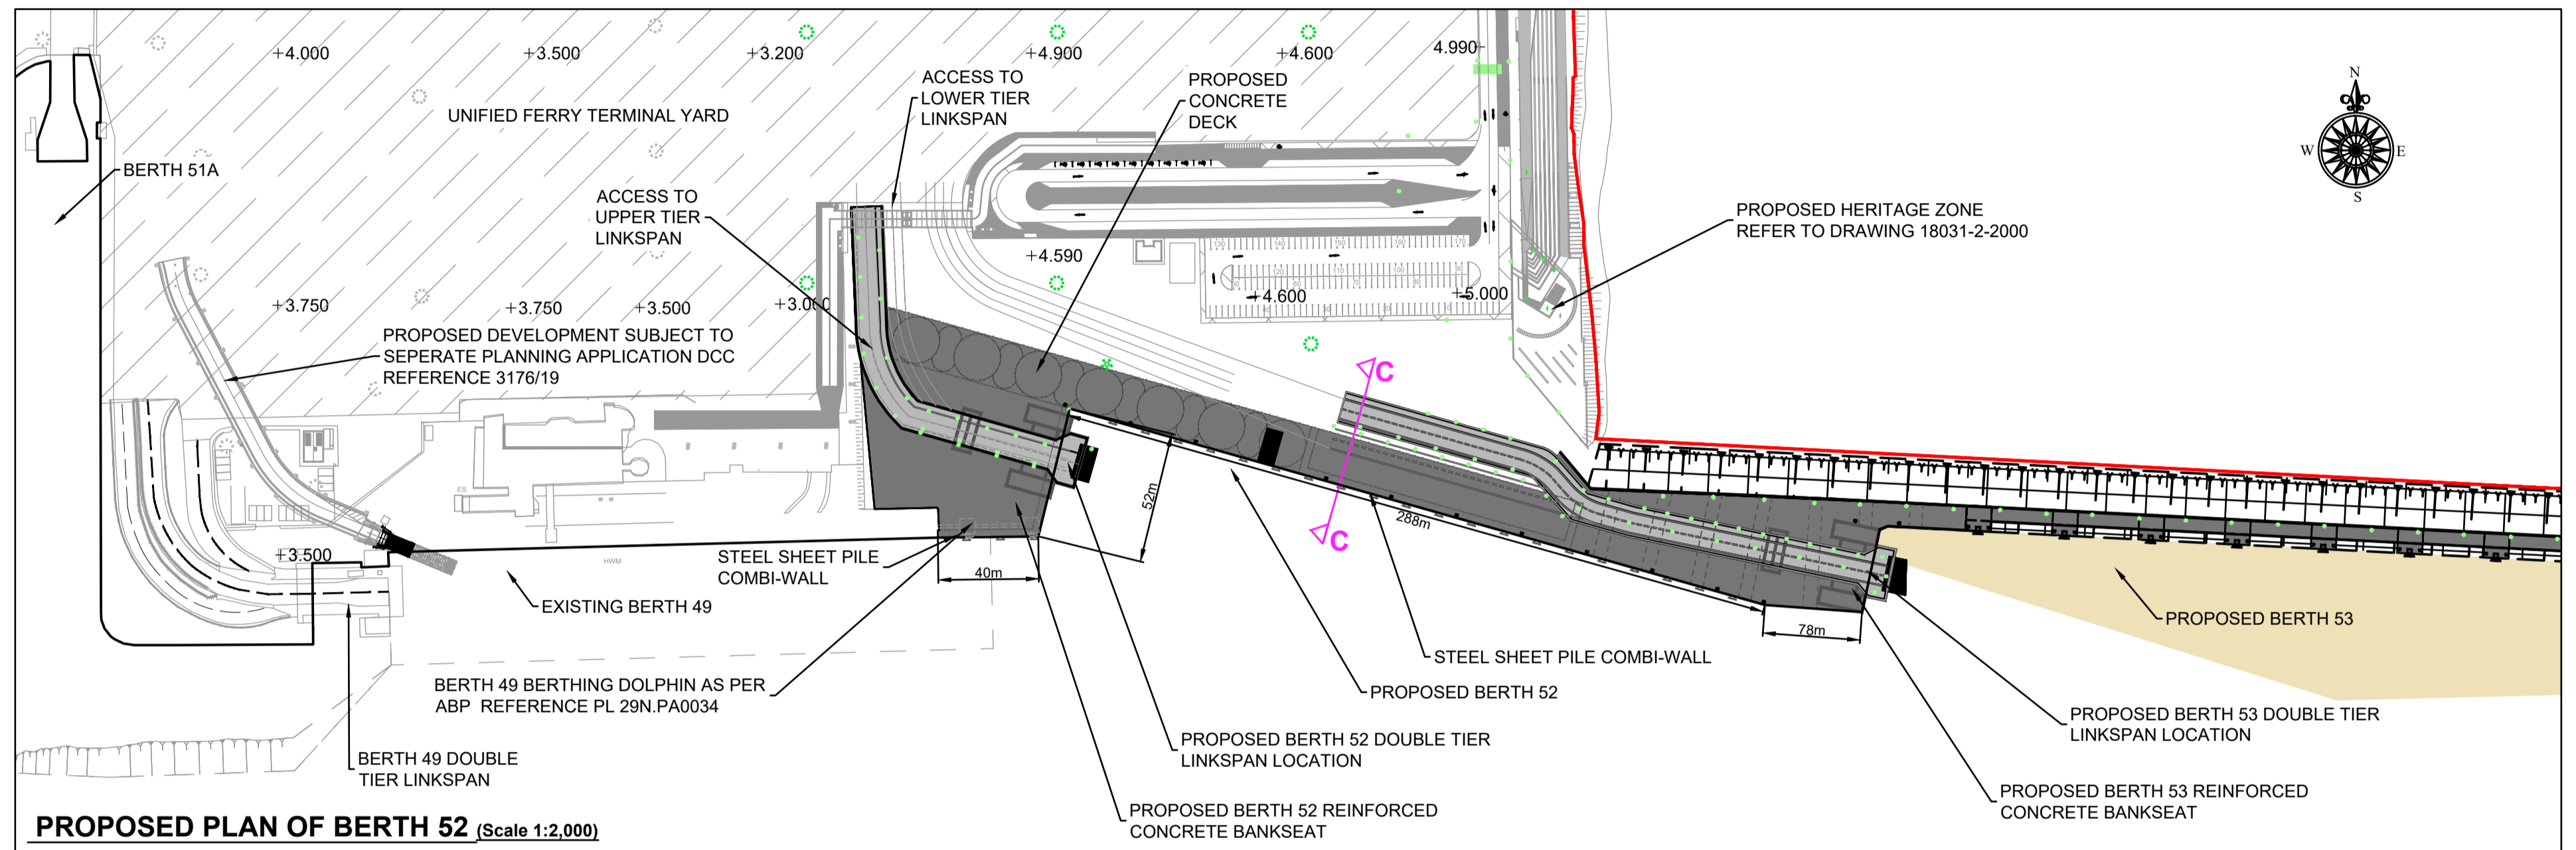 +4.000
+3.500
+3.200
+4.900
+4.600
4.990
N
W
E
S
UNIFIED FERRY TERMINAL YARD
ACCESS TO
LOWER TIER
LINKSPAN
PROPOSED
CONCRETE
DECK
BERTH 51A
ACCESS TO
UPPER TIER
LINKSPAN
PROPOSED HERITAGE ZONE
REFER TO DRAWING 18031-2-2000
+4.590
+3.750
+3.750
+3.500
+3.000
+4.600
+5.000
PROPOSED DEVELOPMENT SUBJECT TO
SEPERATE PLANNING APPLICATION DCC
REFERENCE 3176/19
C
C
52m
288m
ES
+3.500
HWM
STEEL SHEET PILE
COMBI-WALL
40m
78m
EXISTING BERTH 49
PROPOSED BERTH 53
STEEL SHEET PILE COMBI-WALL
PROPOSED BERTH 52
BERTH 49 BERTHING DOLPHIN AS PER
ABP REFERENCE PL 29N.PA0034
PROPOSED BERTH 53 DOUBLE TIER
LINKSPAN LOCATION
PROPOSED BERTH 52 DOUBLE TIER
LINKSPAN LOCATION
BERTH 49 DOUBLE
TIER LINKSPAN
PROPOSED BERTH 53 REINFORCED
CONCRETE BANKSEAT
PROPOSED BERTH 52 REINFORCED
CONCRETE BANKSEAT
PROPOSED PLAN OF BERTH 52 (Scale 1:2,000)